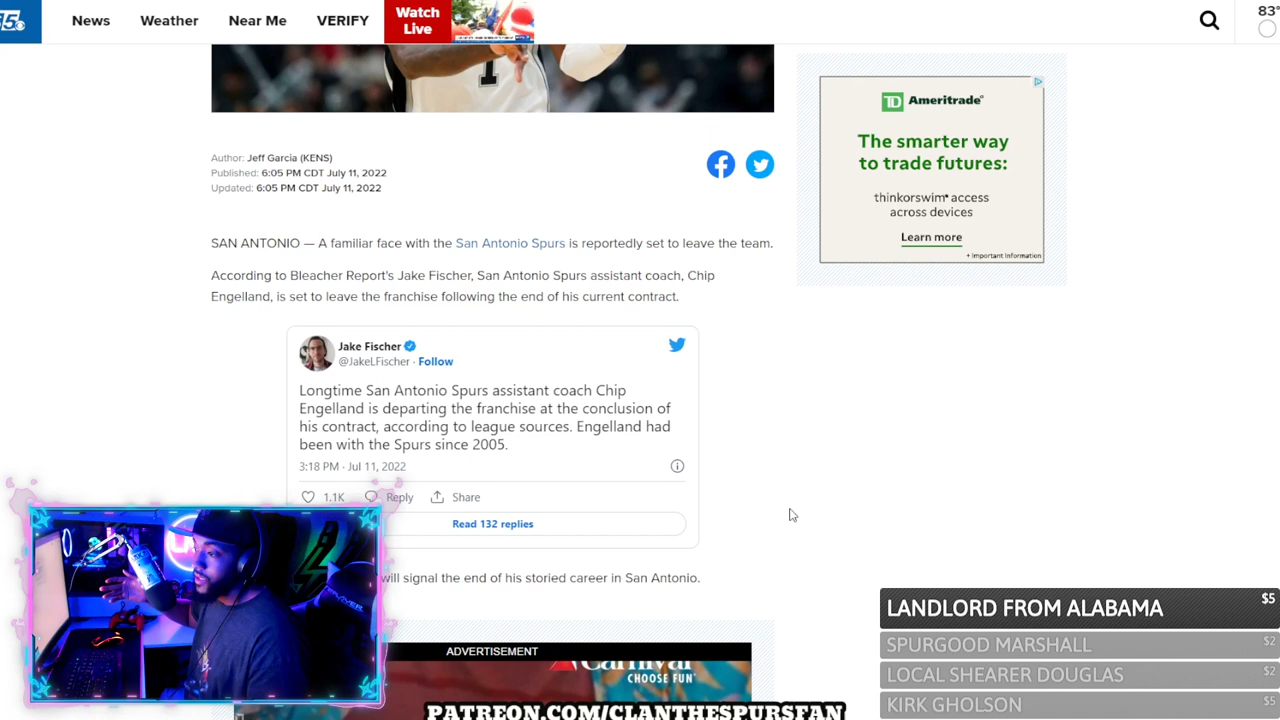 5
News
Weather
Near Me
VERIFY
Watch
Live
83°
1
Author: Jeff Garcia (KENS)
Published: 6:05 PM CDT July 11, 2022
Updated: 6:05 PM CDT July 11, 2022
SAN ANTONIO — A familiar face with the San Antonio Spurs is reportedly set to leave the team.
According to Bleacher Report's Jake Fischer, San Antonio Spurs assistant coach, Chip
Engelland, is set to leave the franchise following the end of his current contract.
Jake Fischer
@JakeLFischer · Follow
Longtime San Antonio Spurs assistant coach Chip
Engelland is departing the franchise at the conclusion of
his contract, according to league sources. Engelland had
been with the Spurs since 2005.
3:18 PM · Jul 11, 2022
1.1K
Reply
Share
Read 132 replies
will signal the end of his storied career in San Antonio.
ADVERTISEMENT
Carnival
CHOOSE FUN
PATREON.COM/CLANTHESPURSFAN
TD Ameritrade
The smarter way
to trade futures:
thinkorswim® access
across devices
Learn more
+ Important Information
LANDLORD FROM ALABAMA $5
SPURGOOD MARSHALL $2
LOCAL SHEARER DOUGLAS $2
KIRK GHOLSON $5